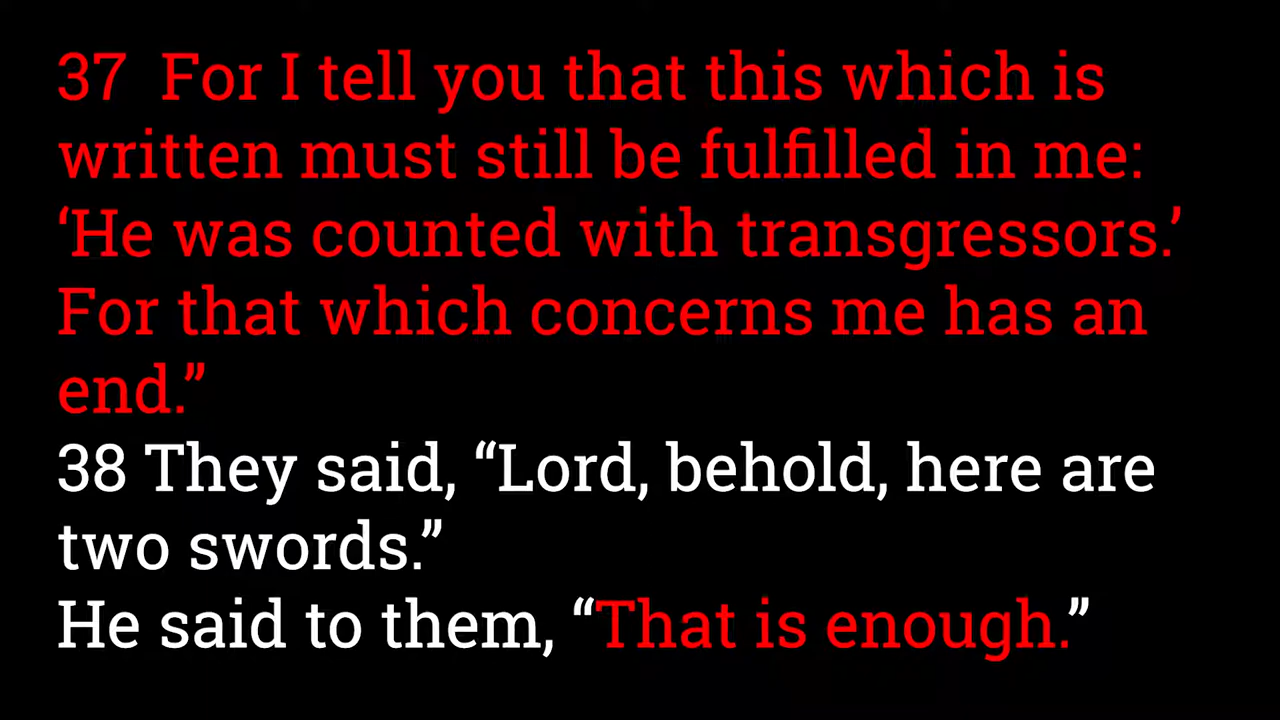 37  For I tell you that this which is
written must still be fulfilled in me:
‘He was counted with transgressors.’
For that which concerns me has an
end.”
38 They said, “Lord, behold, here are
two swords.”
He said to them, “That is enough.”